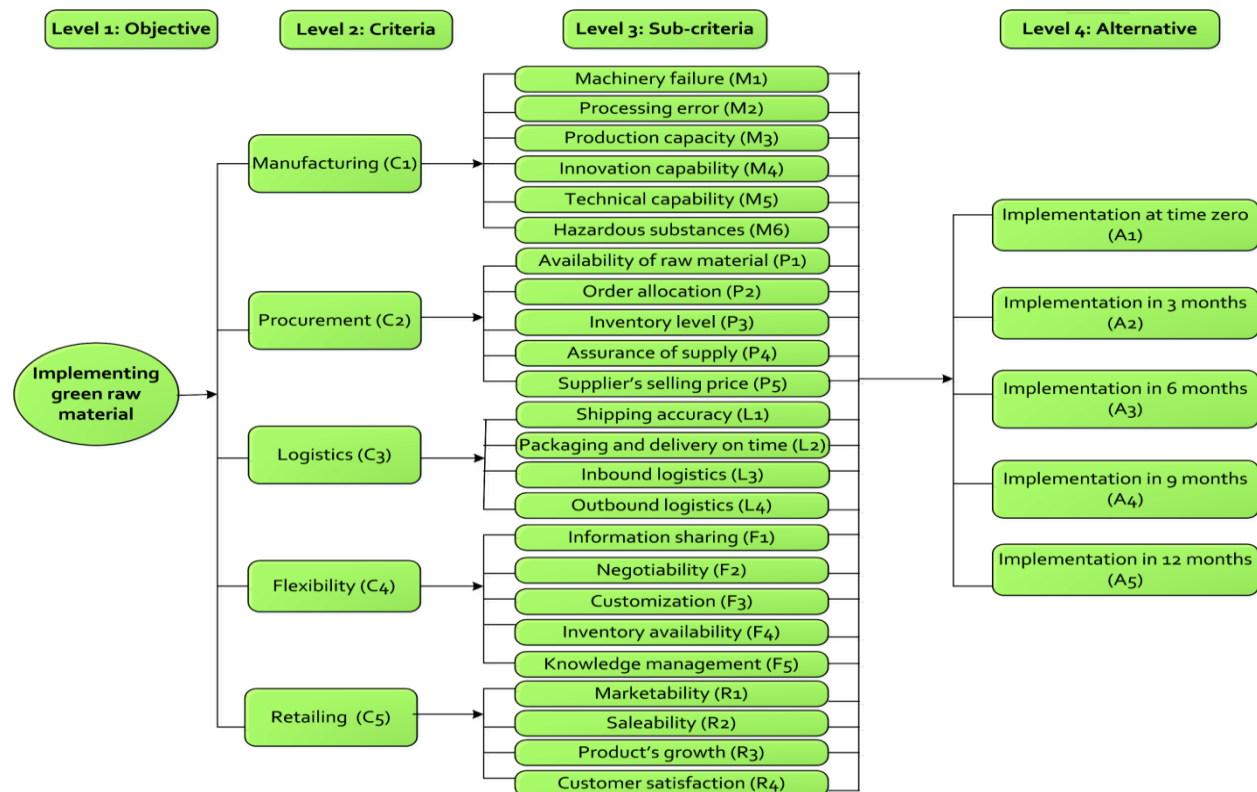 Level 1: Objective
Level 2: Criteria
Level 3: Sub-criteria
Level 4: Alternative
Implementing
green raw
material
Manufacturing (C1)
Procurement (C2)
Logistics (C3)
Flexibility (C4)
Retailing (C5)
Machinery failure (M1)
Processing error (M2)
Production capacity (M3)
Innovation capability (M4)
Technical capability (M5)
Hazardous substances (M6)
Availability of raw material (P1)
Order allocation (P2)
Inventory level (P3)
Assurance of supply (P4)
Supplier's selling price (P5)
Shipping accuracy (L1)
Packaging and delivery on time (L2)
Inbound logistics (L3)
Outbound logistics (L4)
Information sharing (F1)
Negotiability (F2)
Customization (F3)
Inventory availability (F4)
Knowledge management (F5)
Marketability (R1)
Saleability (R2)
Product's growth (R3)
Customer satisfaction (R4)
Implementation at time zero
(A1)
Implementation in 3 months
(A2)
Implementation in 6 months
(A3)
Implementation in 9 months
(A4)
Implementation in 12 months
(A5)